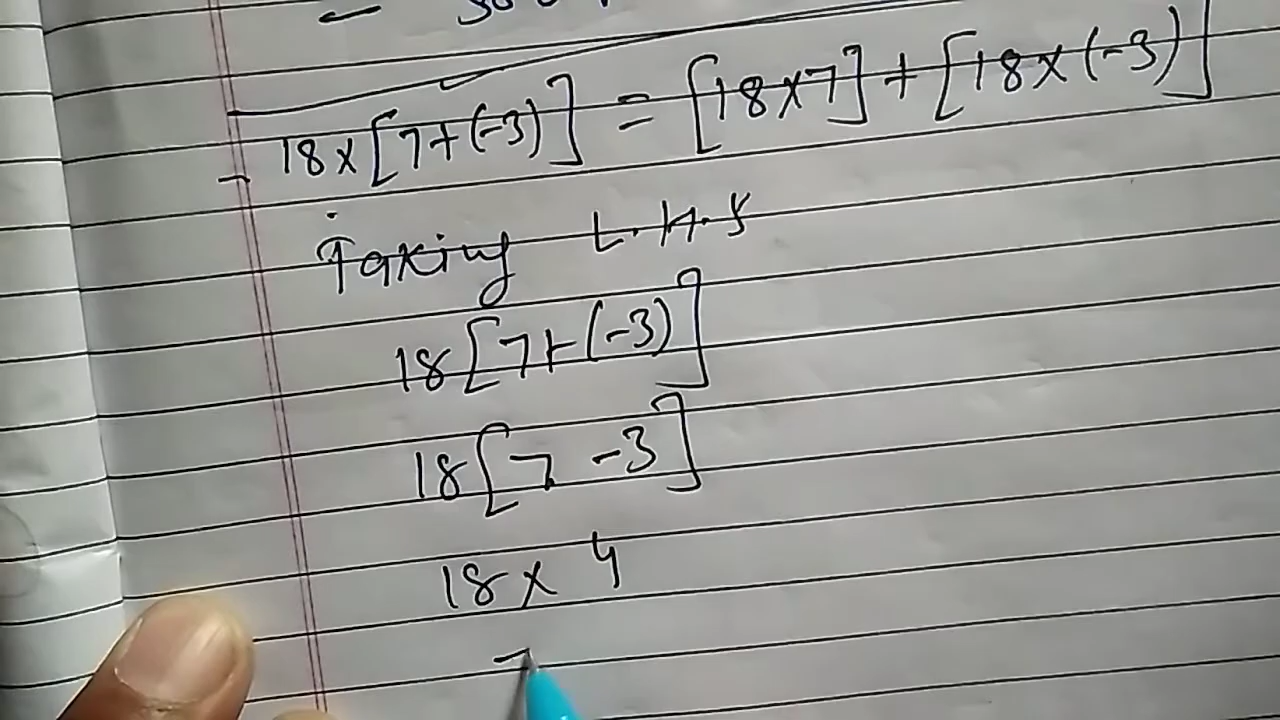 18×[7+(-3)] = [18×7]+[18×(-3)]
Taking L.H.S
18[7+(-3)]
18[7 -3]
18× 4